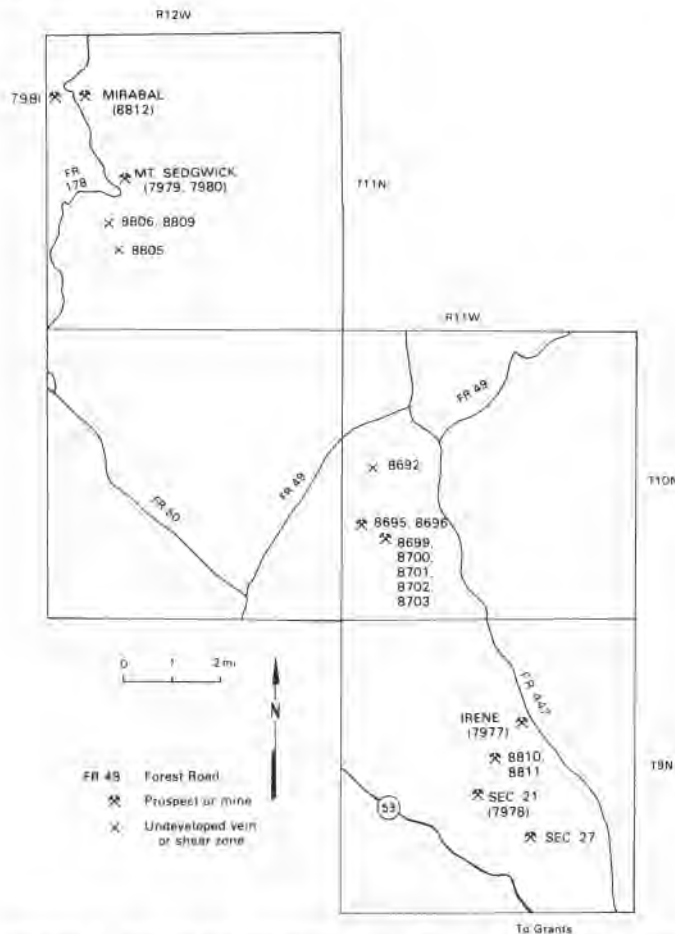 R12W
7981
MIRABAL
(8812)
MT. SEDGWICK
(7979, 7980)
FR
178
T11N
8806, 8809
8805
R11W
FR 49
8692
T10N
FR 50
FR 49
8695, 8696
8699,
8700,
8701,
8702,
8703
0 1 2 mi
N
FR 447
IRENE
(7977)
8810,
8811
T9N
SEC 21
(7978)
53
SEC 27
FR 49 Forest Road
Prospect or mine
Undeveloped vein
or shear zone
To Grants